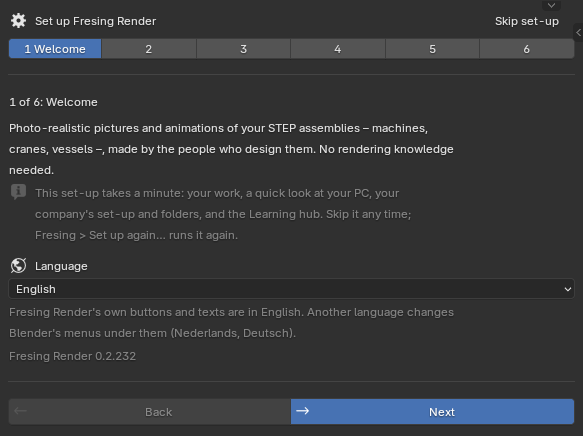 Set up Fresing Render
Skip set-up
1 Welcome
2
3
4
5
6
1 of 6: Welcome
Photo-realistic pictures and animations of your STEP assemblies – machines,
cranes, vessels –, made by the people who design them. No rendering knowledge
needed.
This set-up takes a minute: your work, a quick look at your PC, your
company's set-up and folders, and the Learning hub. Skip it any time;
Fresing > Set up again... runs it again.
Language
English
Fresing Render's own buttons and texts are in English. Another language changes
Blender's menus under them (Nederlands, Deutsch).
Fresing Render 0.2.232
Back
Next